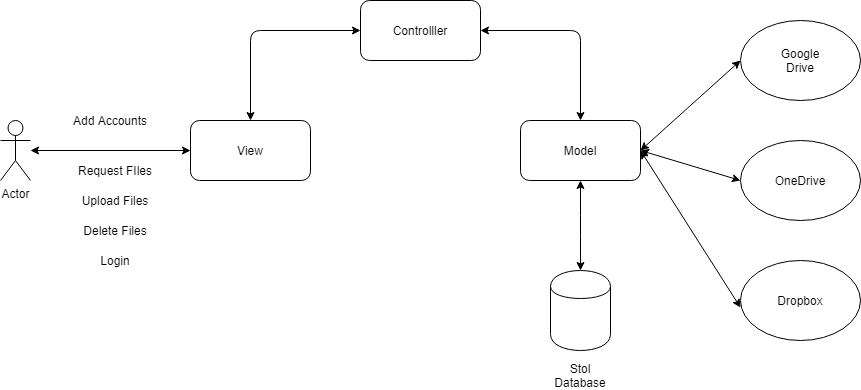 Controlller
Google
Drive
Add Accounts
View
Model
Request FIles
OneDrive
Actor
Upload Files
Delete Files
Login
Dropbox
Stol
Database